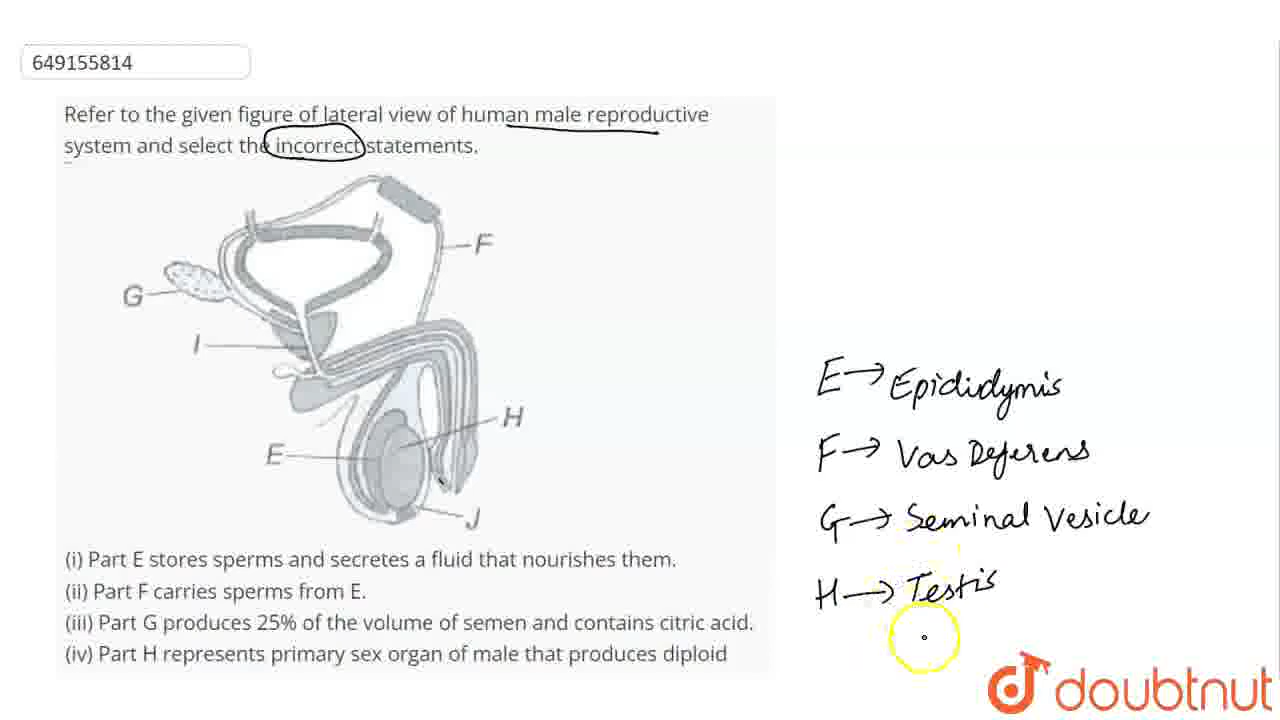 649155814
Refer to the given figure of lateral view of human male reproductive
system and select the incorrect statements.
F
G
I
H
E
J
(i) Part E stores sperms and secretes a fluid that nourishes them.
(ii) Part F carries sperms from E.
(iii) Part G produces 25% of the volume of semen and contains citric acid.
(iv) Part H represents primary sex organ of male that produces diploid
E → Epididymis
F → Vas Deferens
G → Seminal Vesicle
H → Testis
doubtnut